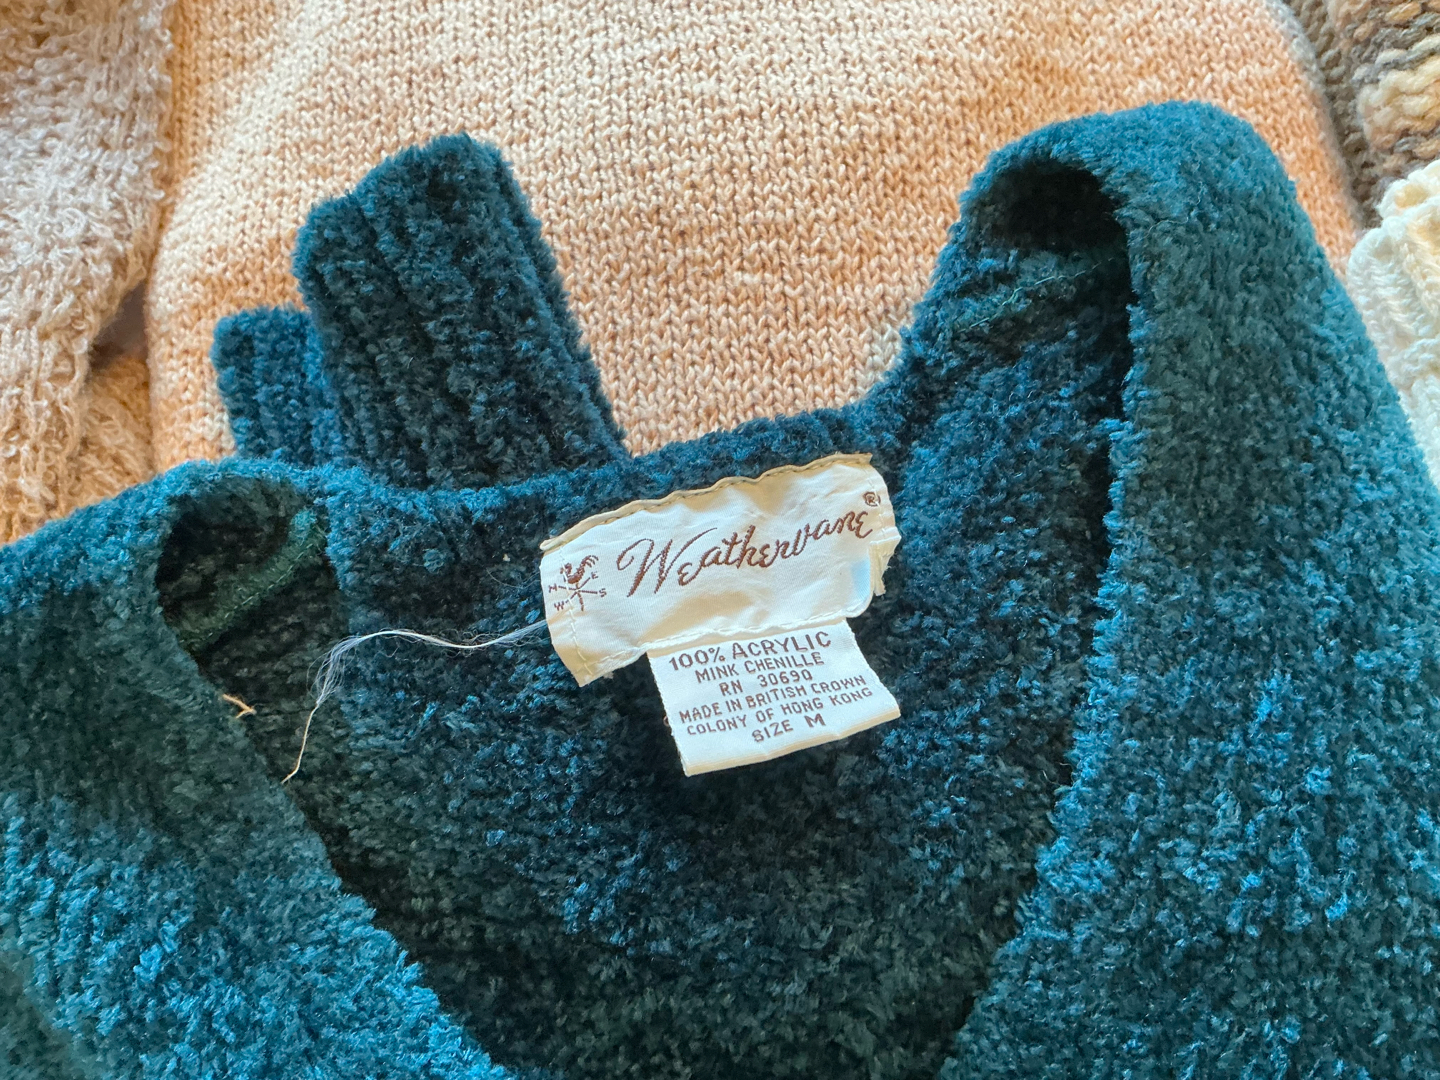 Weathervane®
N E
W S
100% ACRYLIC
MINK CHENILLE
RN 30690
MADE IN BRITISH CROWN
COLONY OF HONG KONG
SIZE M